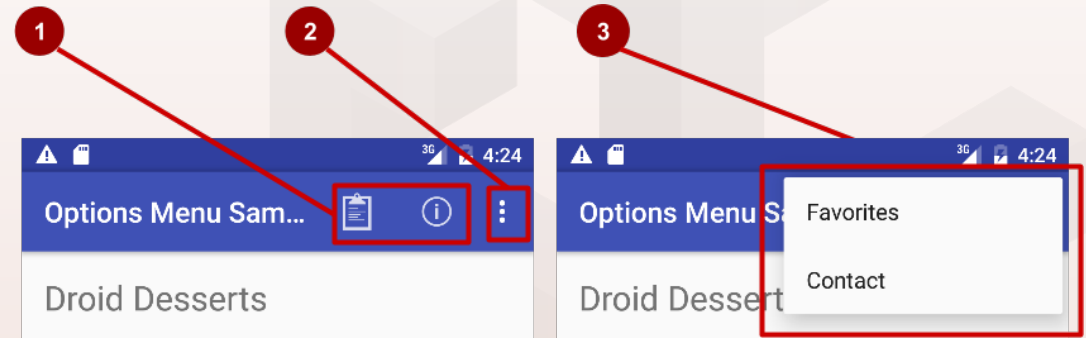 1
2
3
3G 4:24
Options Menu Sam...
Droid Desserts
3G 4:24
Options Menu Sa
Favorites
Contact
Droid Dessert